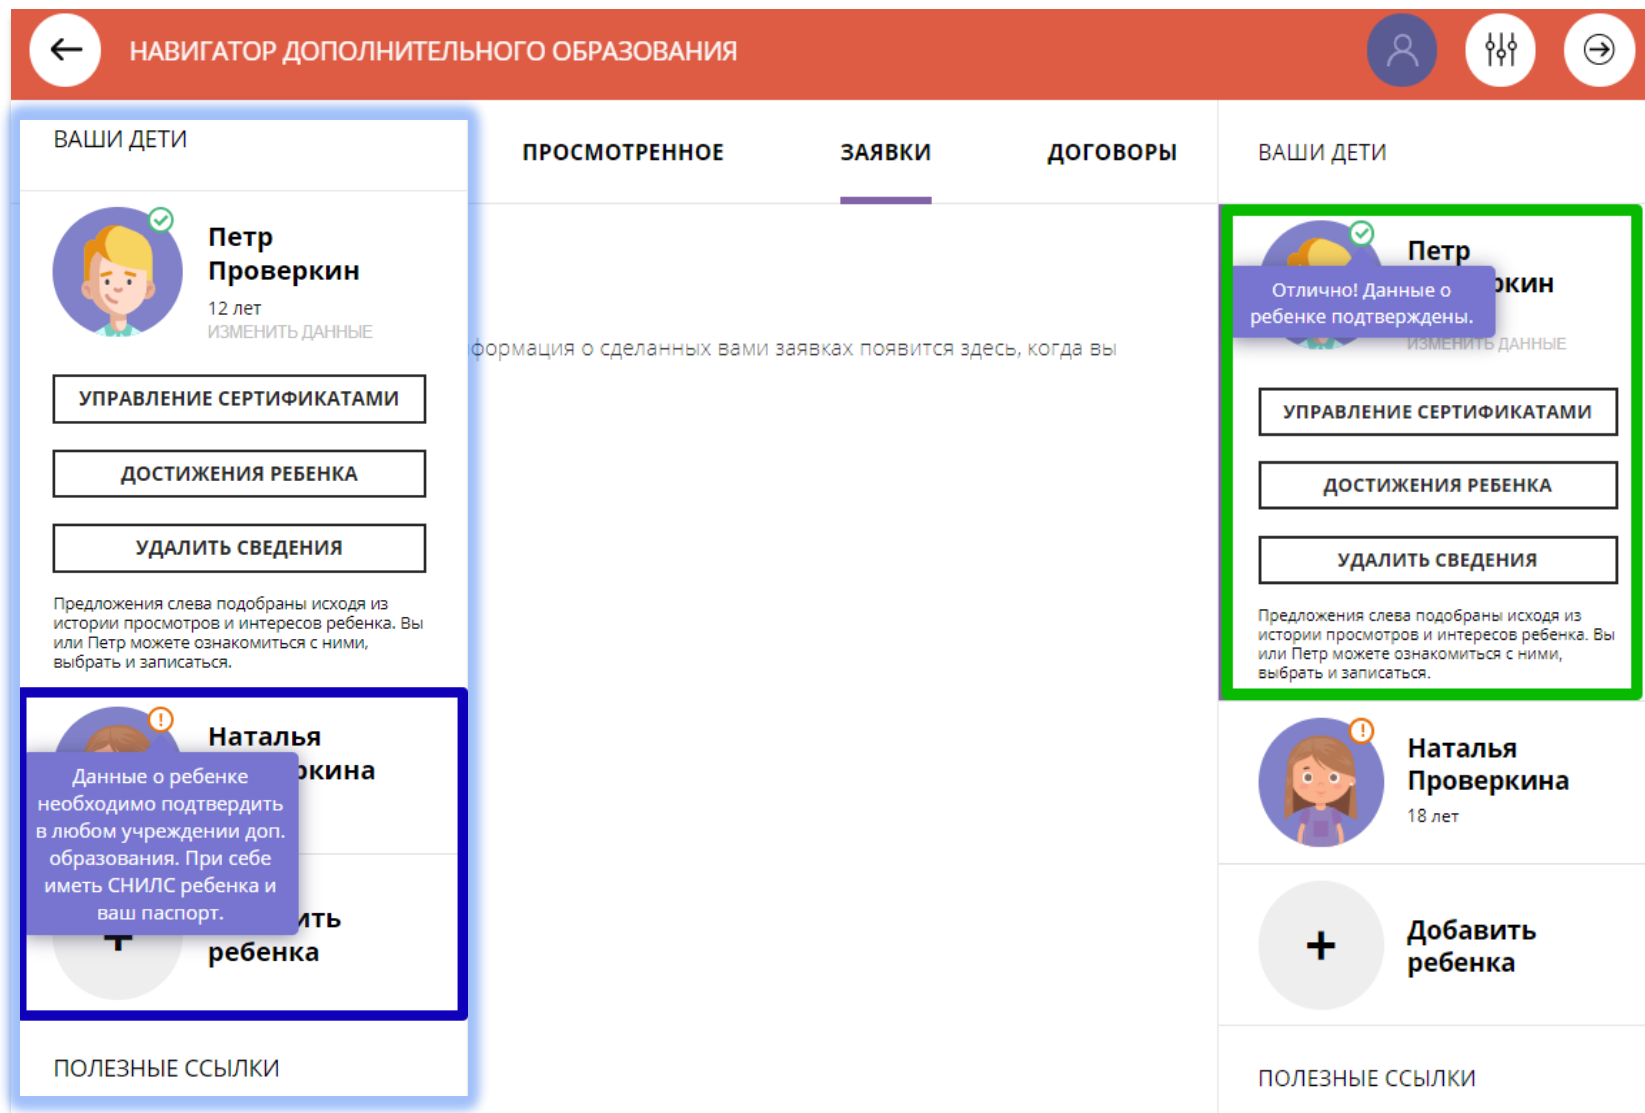 НАВИГАТОР ДОПОЛНИТЕЛЬНОГО ОБРАЗОВАНИЯ
ВАШИ ДЕТИ
Петр
Проверкин
12 лет
ИЗМЕНИТЬ ДАННЫЕ
УПРАВЛЕНИЕ СЕРТИФИКАТАМИ
ДОСТИЖЕНИЯ РЕБЕНКА
УДАЛИТЬ СВЕДЕНИЯ
Предложения слева подобраны исходя из
истории просмотров и интересов ребенка. Вы
или Петр можете ознакомиться с ними,
выбрать и записаться.
Наталья
ркина
Данные о ребенке
необходимо подтвердить
в любом учреждении доп.
образования. При себе
иметь СНИЛС ребенка и
ваш паспорт.
ить
ребенка
ПОЛЕЗНЫЕ ССЫЛКИ
ПРОСМОТРЕННОЕ ЗАЯВКИ ДОГОВОРЫ
формация о сделанных вами заявках появится здесь, когда вы
ВАШИ ДЕТИ
Петр
ркин
Отлично! Данные о
ребенке подтверждены.
ИЗМЕНИТЬ ДАННЫЕ
УПРАВЛЕНИЕ СЕРТИФИКАТАМИ
ДОСТИЖЕНИЯ РЕБЕНКА
УДАЛИТЬ СВЕДЕНИЯ
Предложения слева подобраны исходя из
истории просмотров и интересов ребенка. Вы
или Петр можете ознакомиться с ними,
выбрать и записаться.
Наталья
Проверкина
18 лет
Добавить
ребенка
ПОЛЕЗНЫЕ ССЫЛКИ